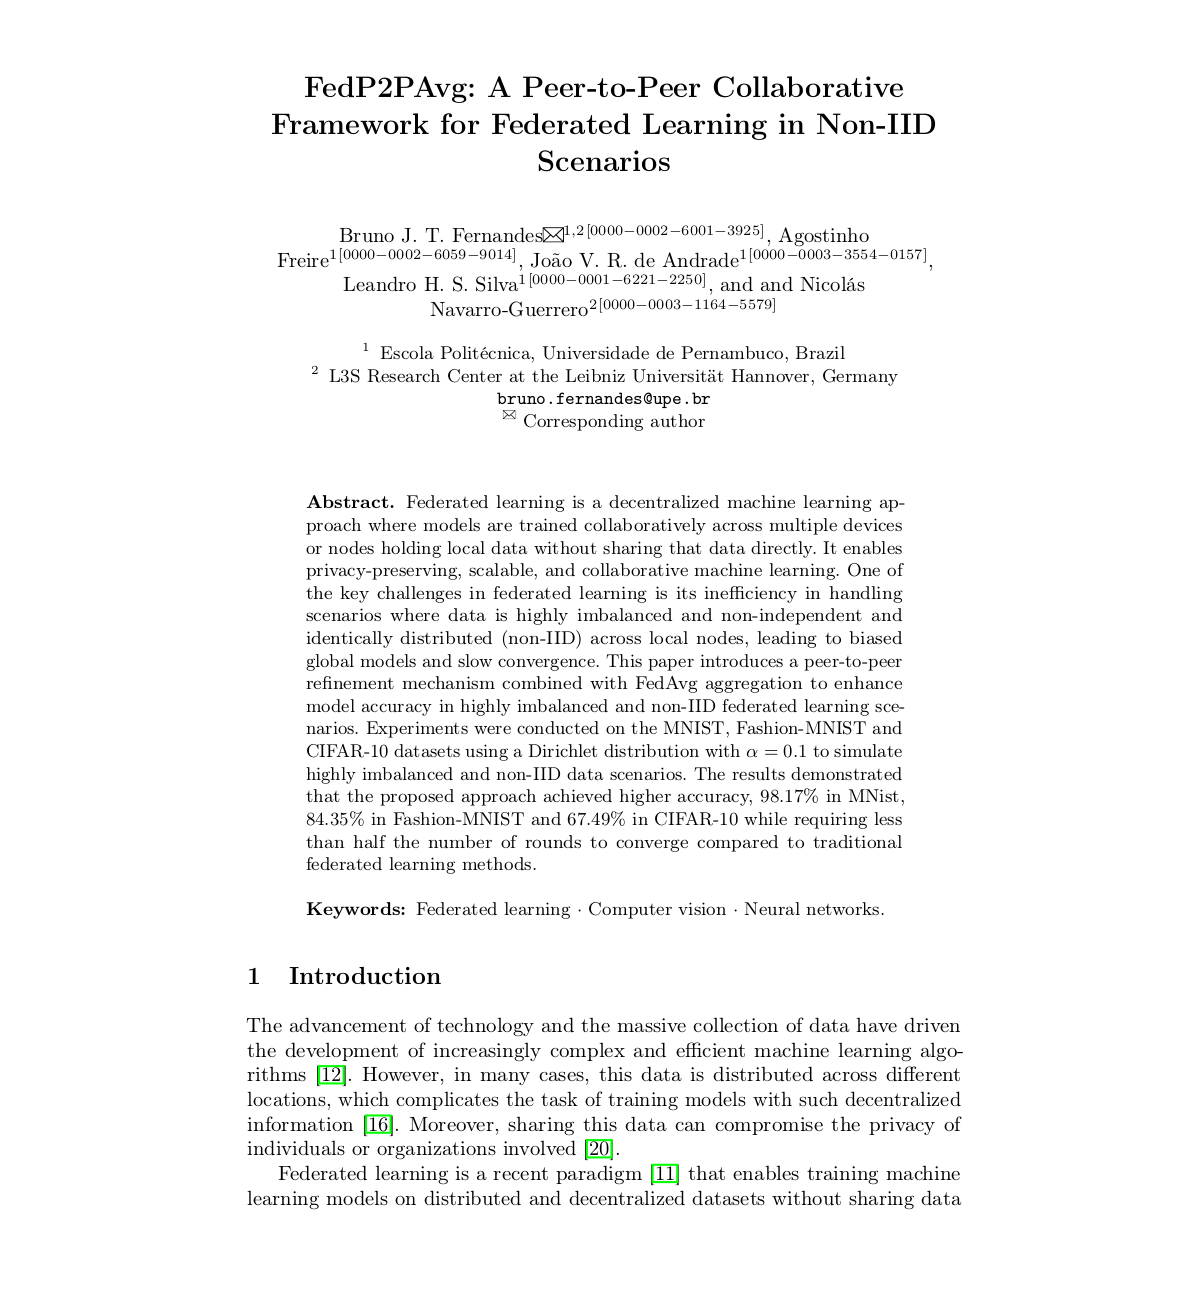 FedP2PAvg: A Peer-to-Peer Collaborative
Framework for Federated Learning in Non-IID
Scenarios
Bruno J. T. Fernandes✉1,2[0000−0002−6001−3925], Agostinho
Freire1[0000−0002−6059−9014], João V. R. de Andrade1[0000−0003−3554−0157],
Leandro H. S. Silva1[0000−0001−6221−2250], and and Nicolás
Navarro-Guerrero2[0000−0003−1164−5579]
1 Escola Politécnica, Universidade de Pernambuco, Brazil
2 L3S Research Center at the Leibniz Universität Hannover, Germany
bruno.fernandes@upe.br
✉ Corresponding author
Abstract. Federated learning is a decentralized machine learning ap-
proach where models are trained collaboratively across multiple devices
or nodes holding local data without sharing that data directly. It enables
privacy-preserving, scalable, and collaborative machine learning. One of
the key challenges in federated learning is its inefficiency in handling
scenarios where data is highly imbalanced and non-independent and
identically distributed (non-IID) across local nodes, leading to biased
global models and slow convergence. This paper introduces a peer-to-peer
refinement mechanism combined with FedAvg aggregation to enhance
model accuracy in highly imbalanced and non-IID federated learning sce-
narios. Experiments were conducted on the MNIST, Fashion-MNIST and
CIFAR-10 datasets using a Dirichlet distribution with α = 0.1 to simulate
highly imbalanced and non-IID data scenarios. The results demonstrated
that the proposed approach achieved higher accuracy, 98.17% in MNist,
84.35% in Fashion-MNIST and 67.49% in CIFAR-10 while requiring less
than half the number of rounds to converge compared to traditional
federated learning methods.
Keywords: Federated learning · Computer vision · Neural networks.
1 Introduction
The advancement of technology and the massive collection of data have driven
the development of increasingly complex and efficient machine learning algo-
rithms [12]. However, in many cases, this data is distributed across different
locations, which complicates the task of training models with such decentralized
information [16]. Moreover, sharing this data can compromise the privacy of
individuals or organizations involved [20].
Federated learning is a recent paradigm [11] that enables training machine
learning models on distributed and decentralized datasets without sharing data